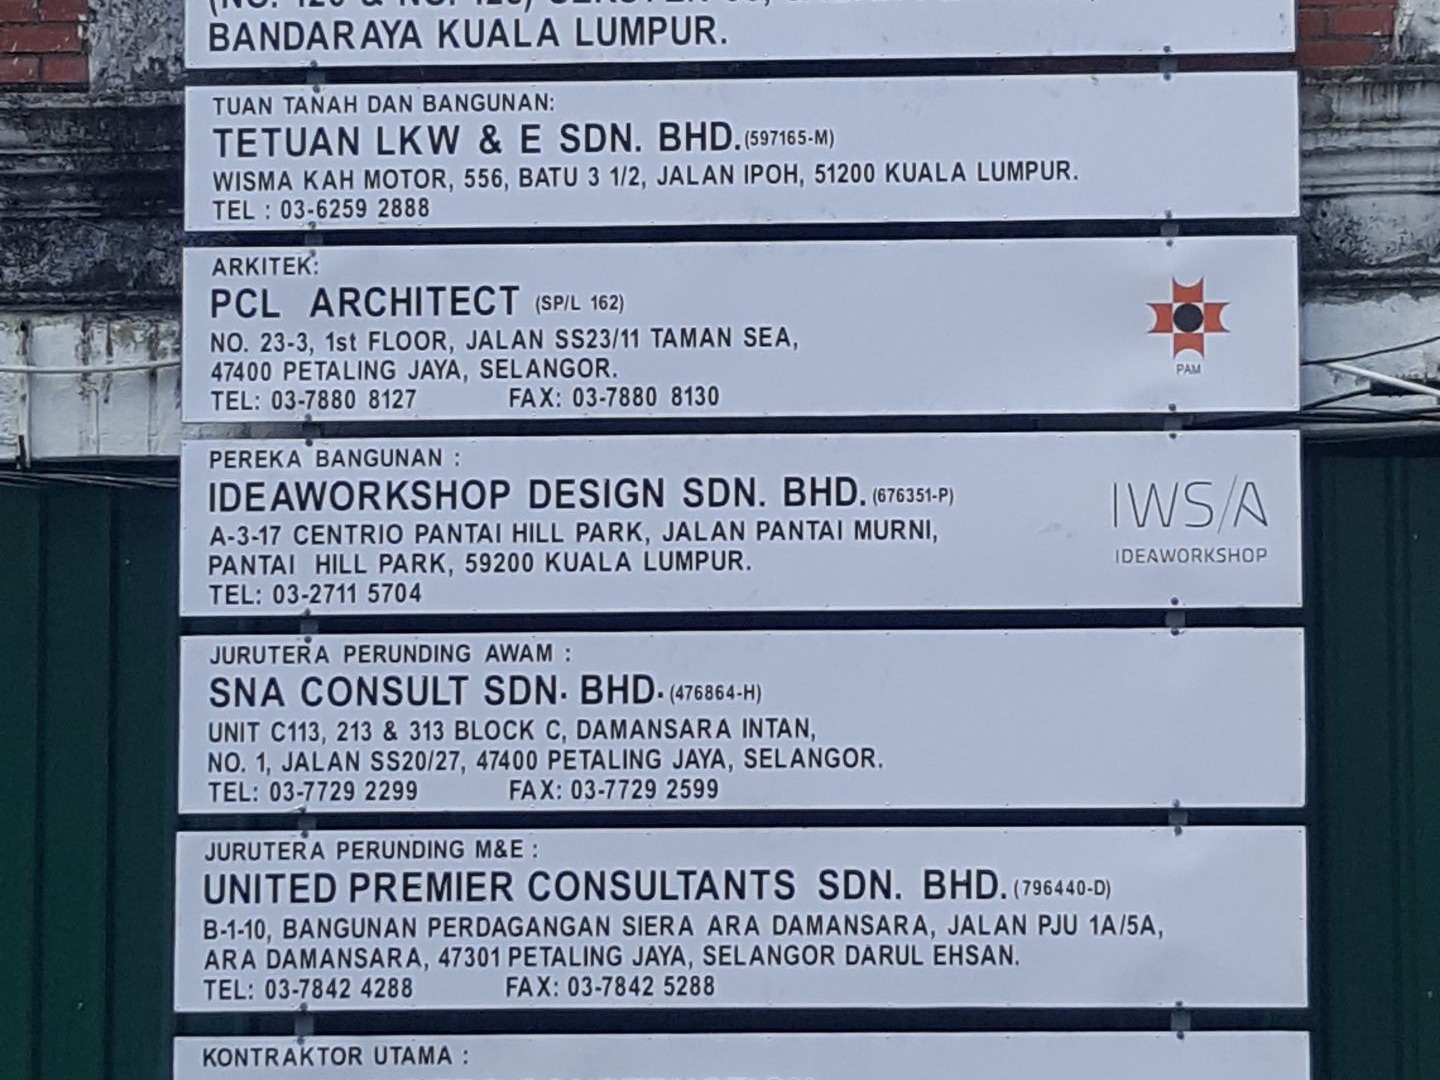 BANDARAYA KUALA LUMPUR.
TUAN TANAH DAN BANGUNAN:
TETUAN LKW & E SDN. BHD.(597165-M)
WISMA KAH MOTOR, 556, BATU 3 1/2, JALAN IPOH, 51200 KUALA LUMPUR.
TEL : 03-6259 2888
ARKITEK:
PCL ARCHITECT (SP/L 162)
NO. 23-3, 1st FLOOR, JALAN SS23/11 TAMAN SEA,
47400 PETALING JAYA, SELANGOR.
TEL: 03-7880 8127 FAX: 03-7880 8130
PAM
PEREKA BANGUNAN :
IDEAWORKSHOP DESIGN SDN. BHD.(676351-P)
A-3-17 CENTRIO PANTAI HILL PARK, JALAN PANTAI MURNI,
PANTAI HILL PARK, 59200 KUALA LUMPUR.
TEL: 03-2711 5704
IWS/A
IDEAWORKSHOP
JURUTERA PERUNDING AWAM :
SNA CONSULT SDN. BHD.(476864-H)
UNIT C113, 213 & 313 BLOCK C, DAMANSARA INTAN,
NO. 1, JALAN SS20/27, 47400 PETALING JAYA, SELANGOR.
TEL: 03-7729 2299 FAX: 03-7729 2599
JURUTERA PERUNDING M&E :
UNITED PREMIER CONSULTANTS SDN. BHD.(796440-D)
B-1-10, BANGUNAN PERDAGANGAN SIERA ARA DAMANSARA, JALAN PJU 1A/5A,
ARA DAMANSARA, 47301 PETALING JAYA, SELANGOR DARUL EHSAN.
TEL: 03-7842 4288 FAX: 03-7842 5288
KONTRAKTOR UTAMA :